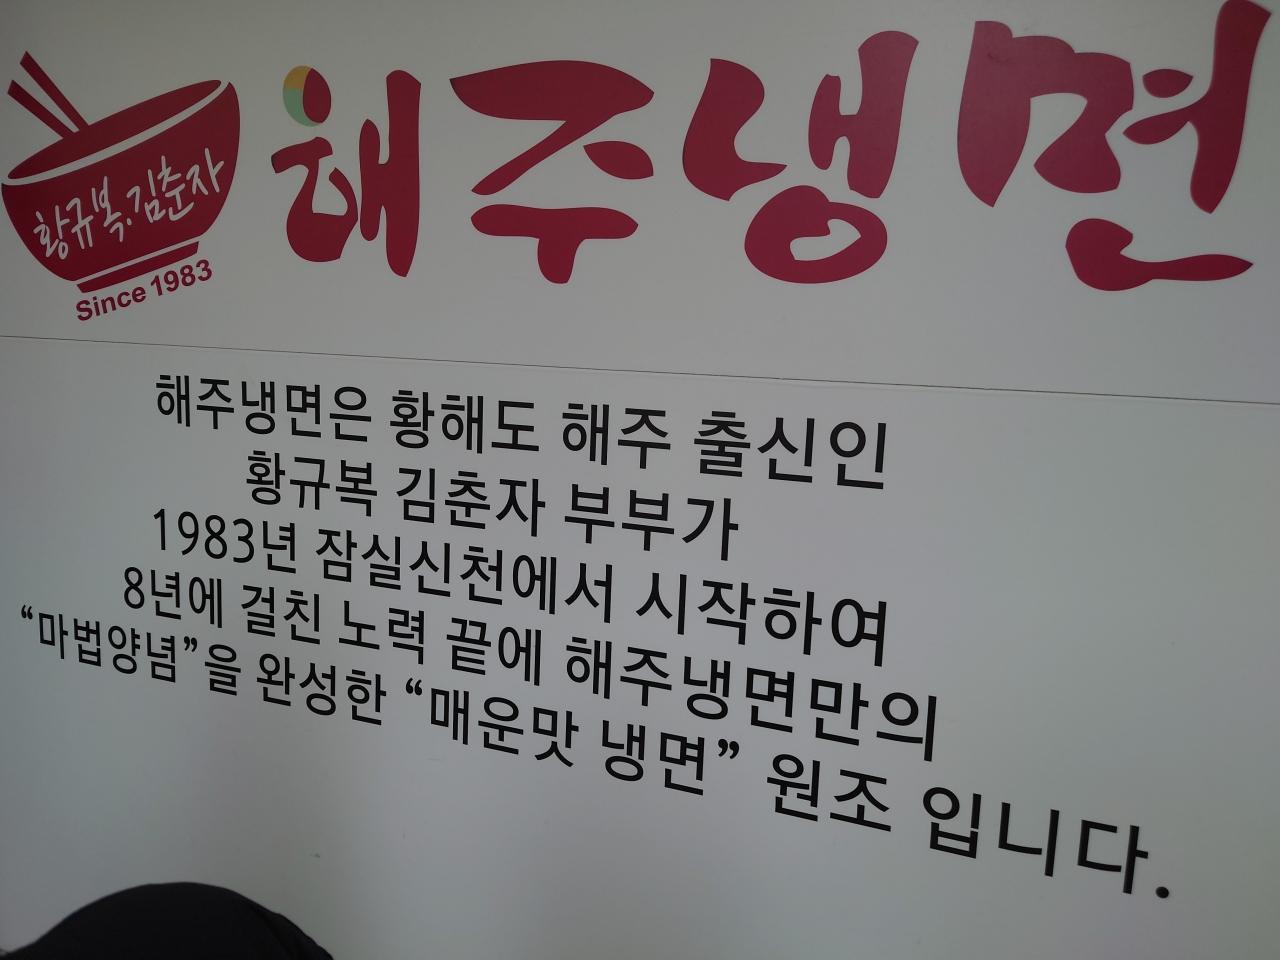 황규복.김춘자
Since 1983
해주냉면
해주냉면은 황해도 해주 출신인
황규복 김춘자 부부가
1983년 잠실신천에서 시작하여
8년에 걸친 노력 끝에 해주냉면만의
“마법양념”을 완성한 “매운맛 냉면” 원조 입니다.